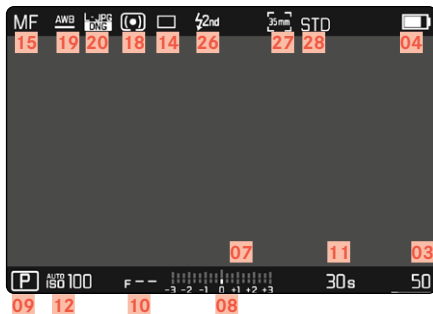 MF AWB L-JPG DNG 2nd 35mm STD
15 19 20 18 14 26 27 28 04
07 11 03
P AUTO ISO 100 F -- -3 -2 -1 0 +1 +2 +3 30s 50
09 12 10 08